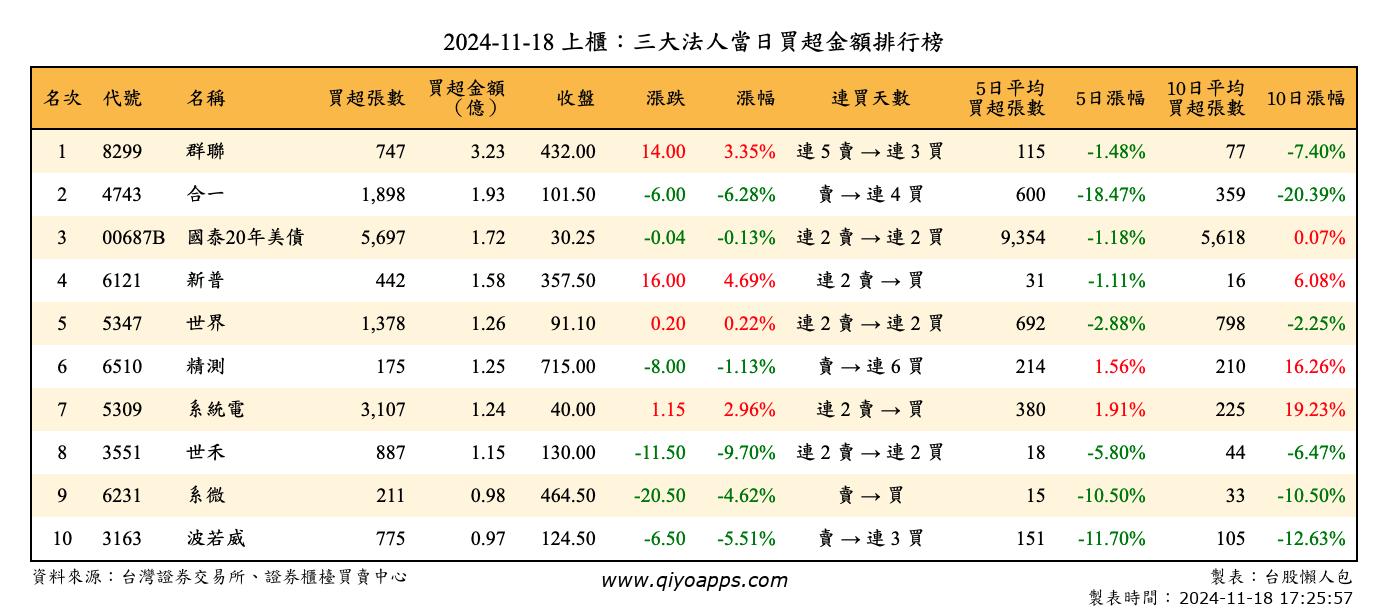 2024-11-18 上櫃：三大法人當日買超金額排行榜
名次 代號 名稱 買超張數 買超金額（億） 收盤 漲跌 漲幅 連買天數 5日平均買超張數 5日漲幅 10日平均買超張數 10日漲幅
1 8299 群聯 747 3.23 432.00 14.00 3.35% 連 5 賣 → 連 3 買 115 -1.48% 77 -7.40%
2 4743 合一 1,898 1.93 101.50 -6.00 -6.28% 賣 → 連 4 買 600 -18.47% 359 -20.39%
3 00687B 國泰20年美債 5,697 1.72 30.25 -0.04 -0.13% 連 2 賣 → 連 2 買 9,354 -1.18% 5,618 0.07%
4 6121 新普 442 1.58 357.50 16.00 4.69% 連 2 賣 → 買 31 -1.11% 16 6.08%
5 5347 世界 1,378 1.26 91.10 0.20 0.22% 連 2 賣 → 連 2 買 692 -2.88% 798 -2.25%
6 6510 精測 175 1.25 715.00 -8.00 -1.13% 賣 → 連 6 買 214 1.56% 210 16.26%
7 5309 系統電 3,107 1.24 40.00 1.15 2.96% 連 2 賣 → 買 380 1.91% 225 19.23%
8 3551 世禾 887 1.15 130.00 -11.50 -9.70% 連 2 賣 → 連 2 買 18 -5.80% 44 -6.47%
9 6231 系微 211 0.98 464.50 -20.50 -4.62% 賣 → 買 15 -10.50% 33 -10.50%
10 3163 波若威 775 0.97 124.50 -6.50 -5.51% 賣 → 連 3 買 151 -11.70% 105 -12.63%
資料來源：台灣證券交易所、證券櫃檯買賣中心 www.qiyoapps.com 製表：台股懶人包
製表時間：2024-11-18 17:25:57